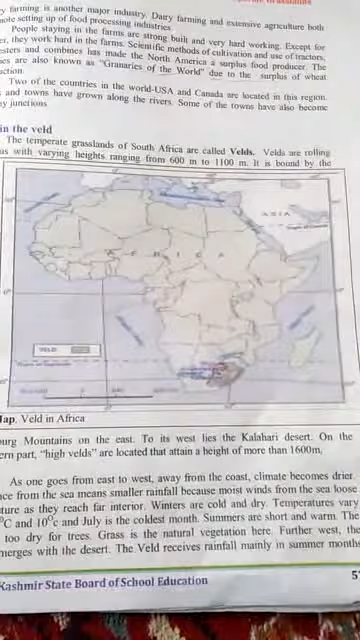 y farming is another major industry. Dairy farming and extensive agriculture both
mote setting up of food processing industries.
People staying in the farms are strong built and very hard working. Except for
er, they work hard in the farms. Scientific methods of cultivation and use of tractors,
esters and combines has made the North America a surplus food producer. The
ies are also known as "Granaries of the World" due to the surplus of wheat
uction.
Two of the countries in the world-USA and Canada are located in this region.
and towns have grown along the rivers. Some of the towns have also become
ay junctions
in the veld
The temperate grasslands of South Africa are called Velds. Velds are rolling
us with varying heights ranging from 600 m to 1100 m. It is bound by the
ASIA
A F R I C A
VELD
Map. Veld in Africa
burg Mountains on the east. To its west lies the Kalahari desert. On the
ern part, "high velds" are located that attain a height of more than 1600m,
As one goes from east to west, away from the coast, climate becomes drier.
nce from the sea means smaller rainfall because moist winds from the sea loose
ture as they reach far interior. Winters are cold and dry. Temperatures vary
°C and 10°c and July is the coldest month. Summers are short and warm. The
too dry for trees. Grass is the natural vegetation here. Further west, the
merges with the desert. The Veld receives rainfall mainly in summer months
Kashmir State Board of School Education